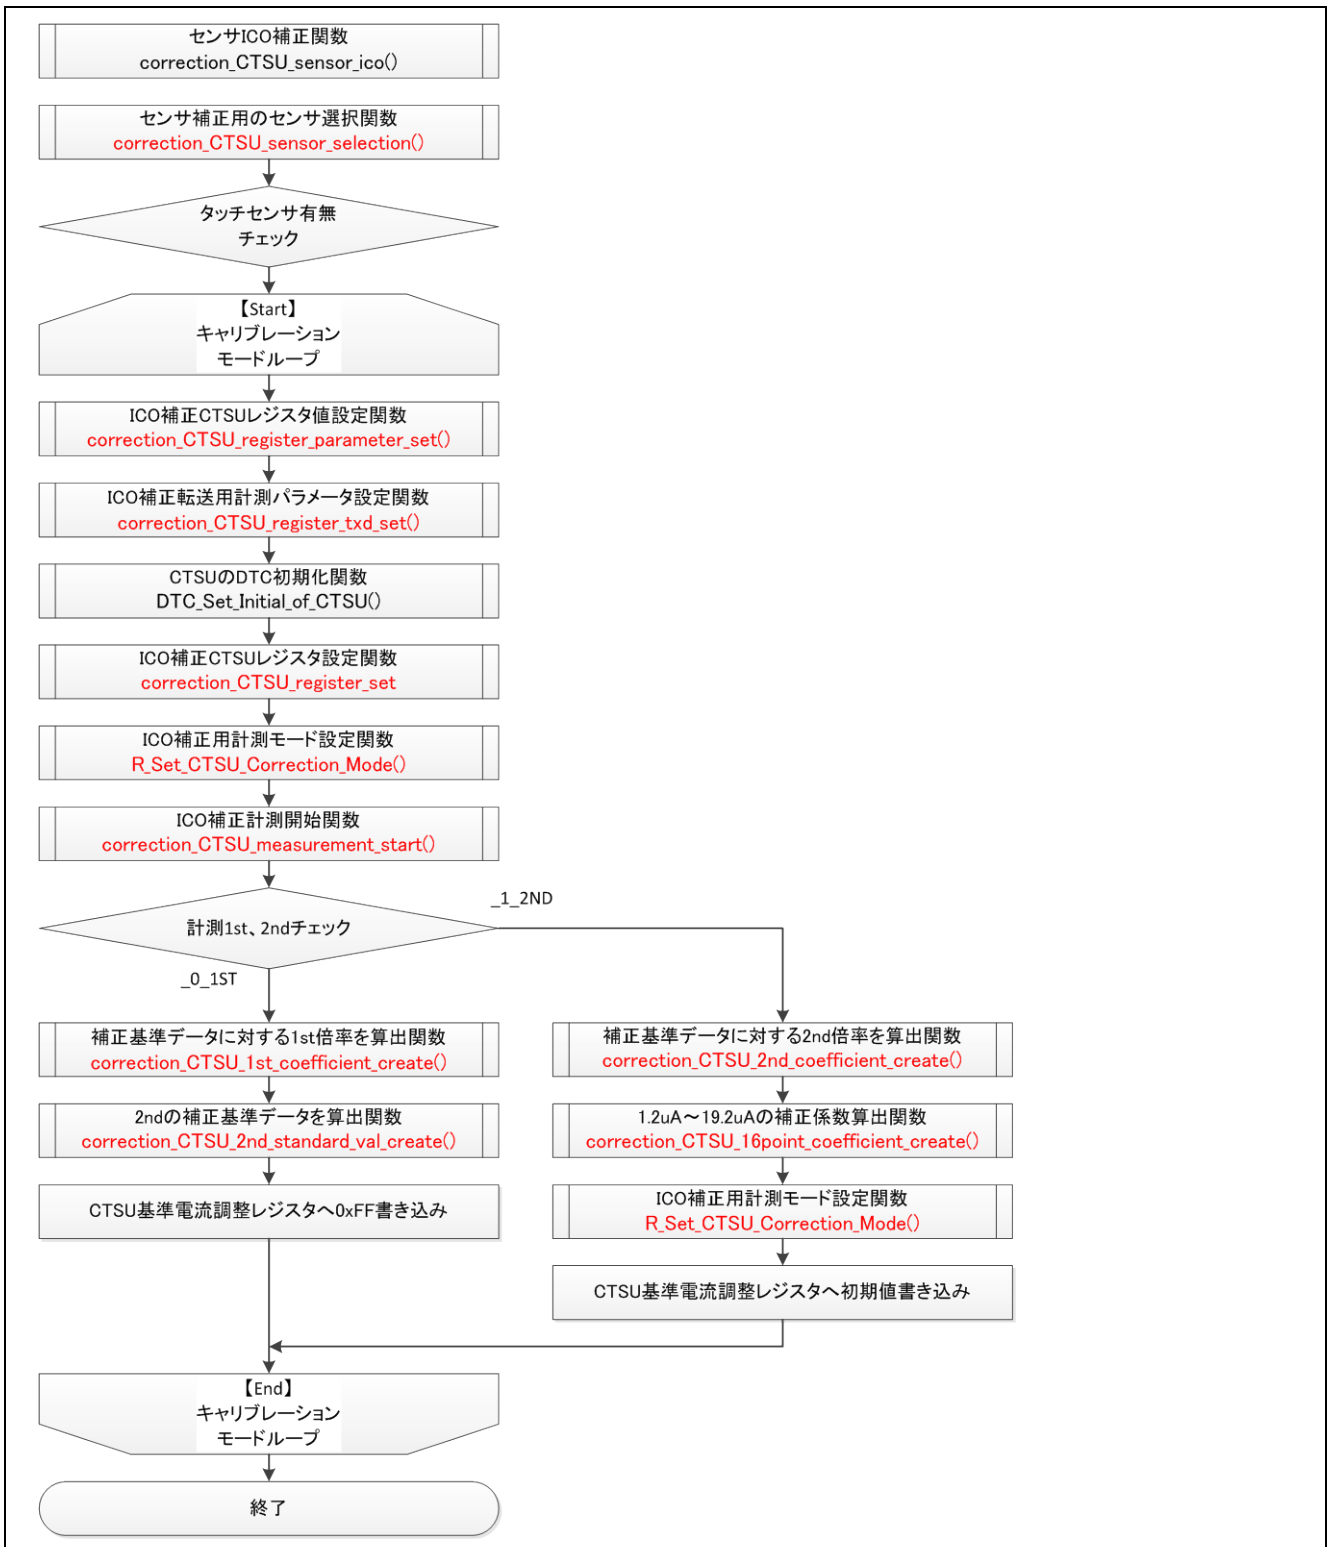 センサICO補正関数
correction_CTSU_sensor_ico()
センサ補正用のセンサ選択関数
correction_CTSU_sensor_selection()
タッチセンサ有無
チェック
【Start】
キャリブレーション
モードループ
ICO補正CTSUレジスタ値設定関数
correction_CTSU_register_parameter_set()
ICO補正転送用計測パラメータ設定関数
correction_CTSU_register_txd_set()
CTSUのDTC初期化関数
DTC_Set_Initial_of_CTSU()
ICO補正CTSUレジスタ設定関数
correction_CTSU_register_set
ICO補正用計測モード設定関数
R_Set_CTSU_Correction_Mode()
ICO補正計測開始関数
correction_CTSU_measurement_start()
計測1st、2ndチェック
_1_2ND
_0_1ST
補正基準データに対する1st倍率を算出関数
correction_CTSU_1st_coefficient_create()
2ndの補正基準データを算出関数
correction_CTSU_2nd_standard_val_create()
CTSU基準電流調整レジスタへ0xFF書き込み
補正基準データに対する2nd倍率を算出関数
correction_CTSU_2nd_coefficient_create()
1.2uA～19.2uAの補正係数算出関数
correction_CTSU_16point_coefficient_create()
ICO補正用計測モード設定関数
R_Set_CTSU_Correction_Mode()
CTSU基準電流調整レジスタへ初期値書き込み
【End】
キャリブレーション
モードループ
終了